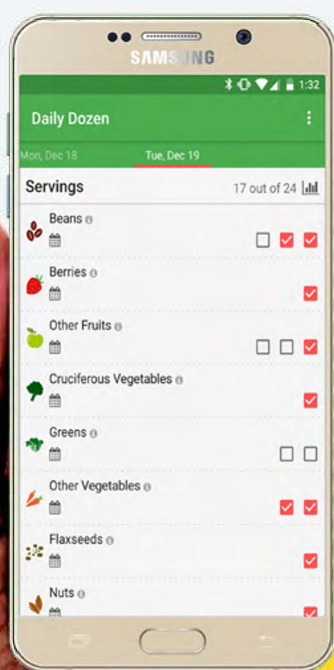 SAMSUNG
1:32
Daily Dozen
Mon, Dec 18
Tue, Dec 19
Servings
17 out of 24
Beans
Berries
Other Fruits
Cruciferous Vegetables
Greens
Other Vegetables
Flaxseeds
Nuts